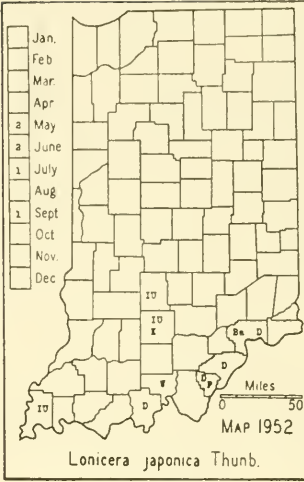 Jan.
Feb
Mar.
Apr
2 May
2 June
1 July
Aug
1 Sept
Oct
Nov.
Dec
IU
IU
K
Ba D
D
C
W P
IU D
Miles
0 50
MAP 1952
Lonicera japonica Thunb.